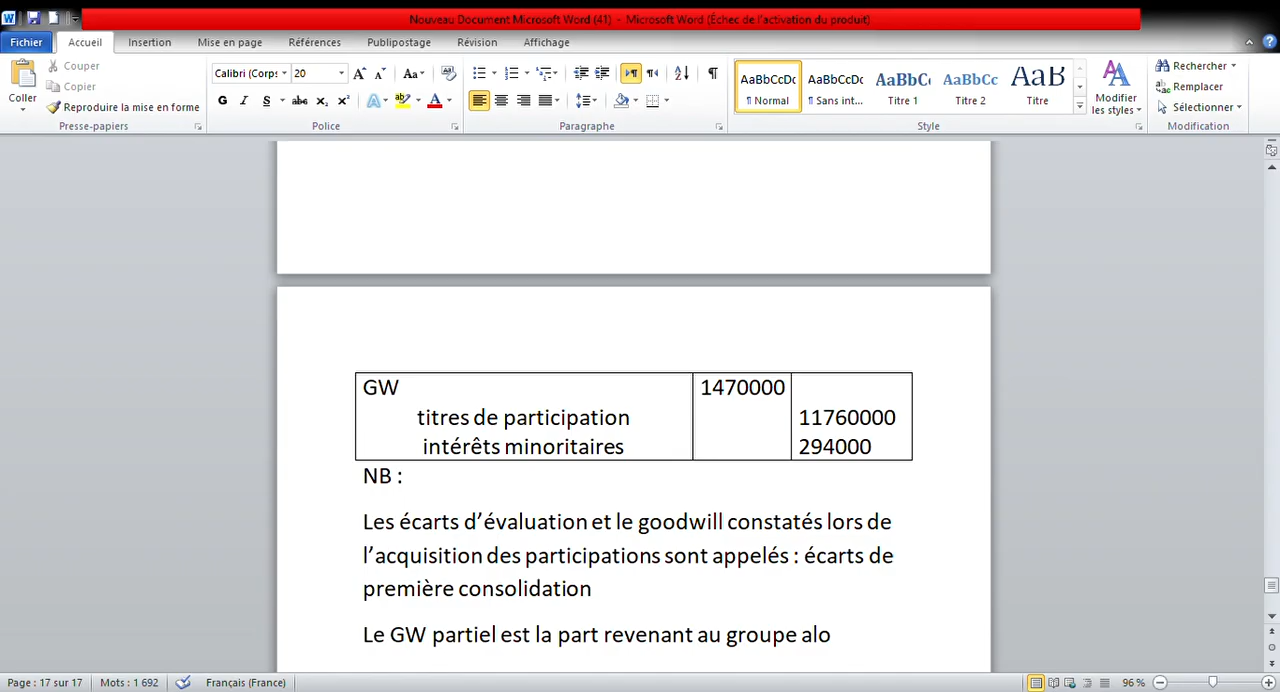 Nouveau Document Microsoft Word (41) - Microsoft Word (Échec de l'activation du produit)
Fichier Accueil Insertion Mise en page Références Publipostage Révision Affichage
Coller
Couper
Copier
Reproduire la mise en forme
Presse-papiers
Calibri (Corps 20
G I S abc x₂ x²
Police
Paragraphe
AaBbCcDc AaBbCcDc AaBbC AaBbCc AaB
¶ Normal ¶ Sans int... Titre 1 Titre 2 Titre
Modifier
les styles
Style
Rechercher
Remplacer
Sélectionner
Modification
GW 1470000
titres de participation 11760000
intérêts minoritaires 294000
NB :
Les écarts d'évaluation et le goodwill constatés lors de
l'acquisition des participations sont appelés : écarts de
première consolidation
Le GW partiel est la part revenant au groupe alo
Page : 17 sur 17 Mots : 1 692 Français (France) 96 %